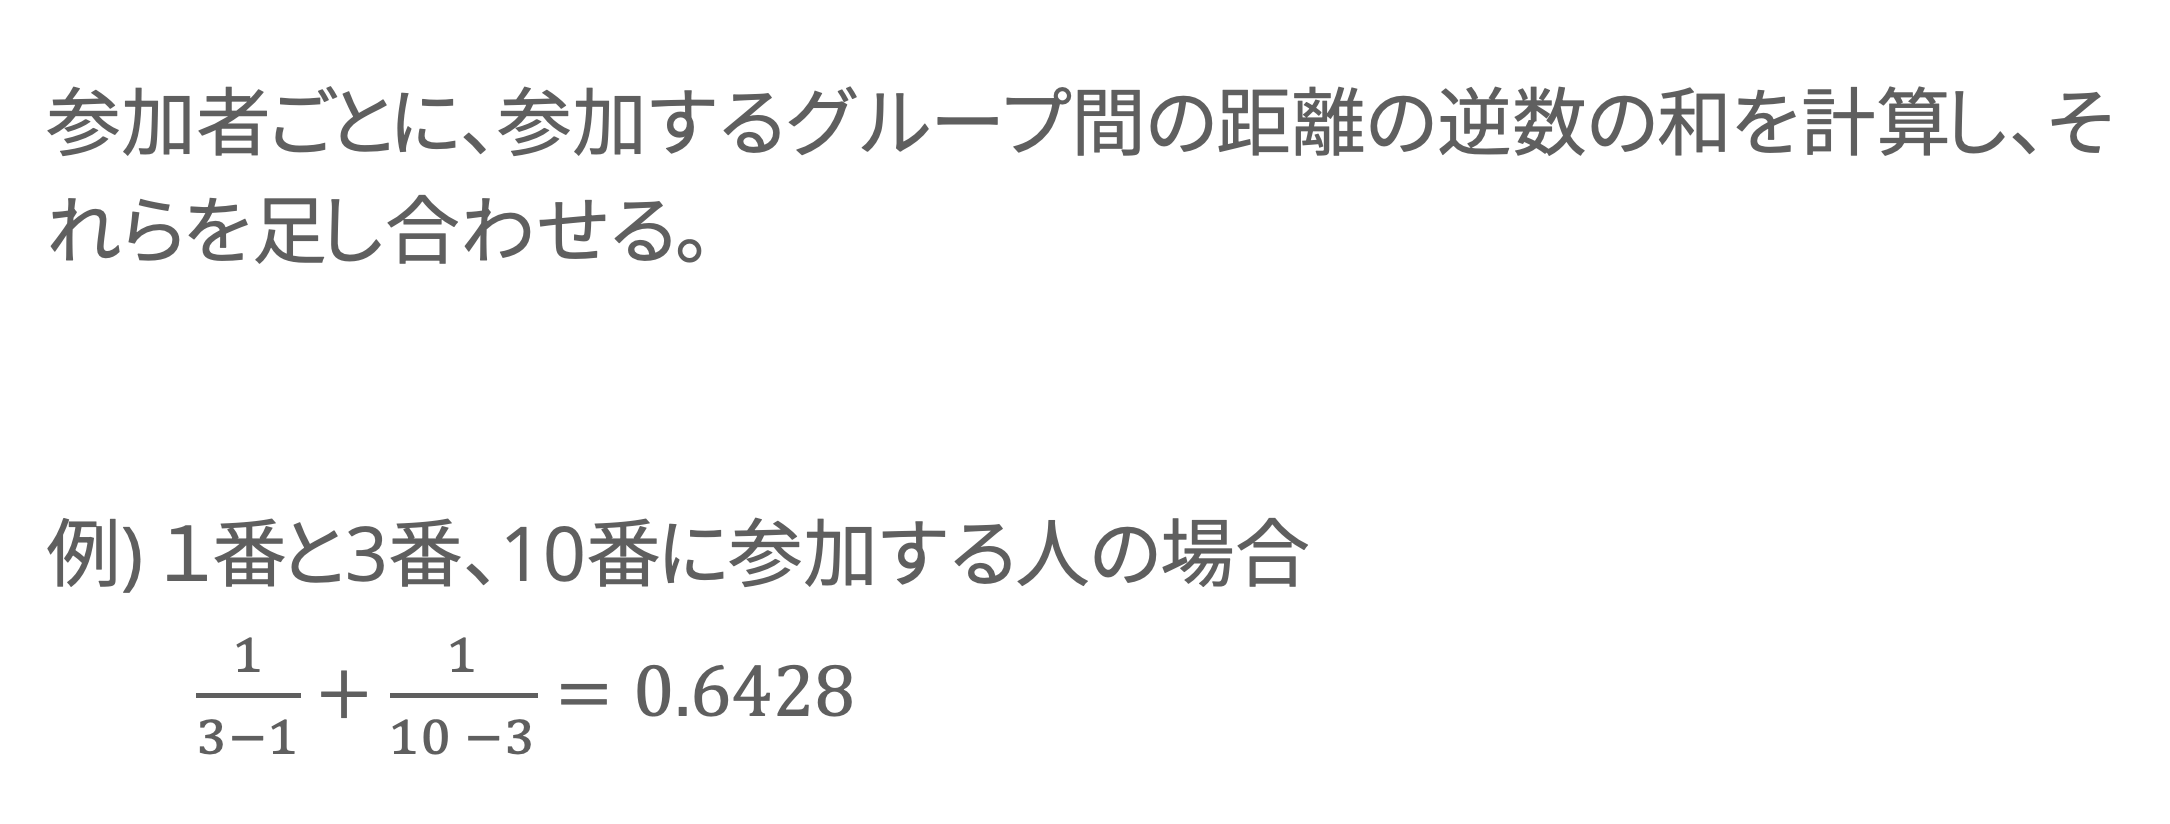 参加者ごとに、参加するグループ間の距離の逆数の和を計算し、そ
れらを足し合わせる。
例) １番と3番、10番に参加する人の場合
\frac{1}{3-1} + \frac{1}{10-3} = 0.6428